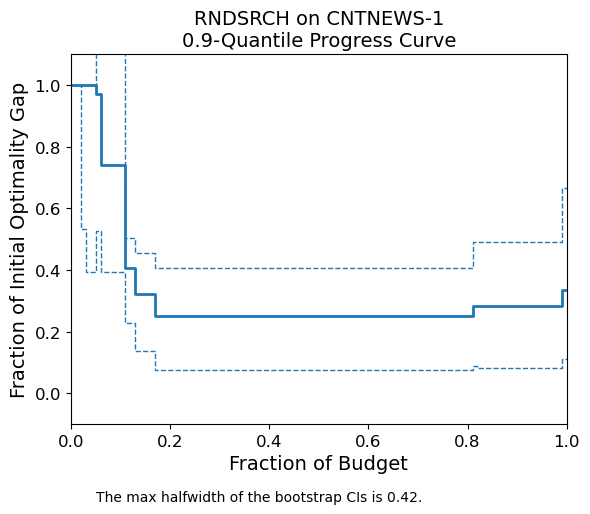 RNDSRCH on CNTNEWS-1
0.9-Quantile Progress Curve
Fraction of Initial Optimality Gap
1.0
0.8
0.6
0.4
0.2
0.0
0.0 0.2 0.4 0.6 0.8 1.0
Fraction of Budget
The max halfwidth of the bootstrap CIs is 0.42.